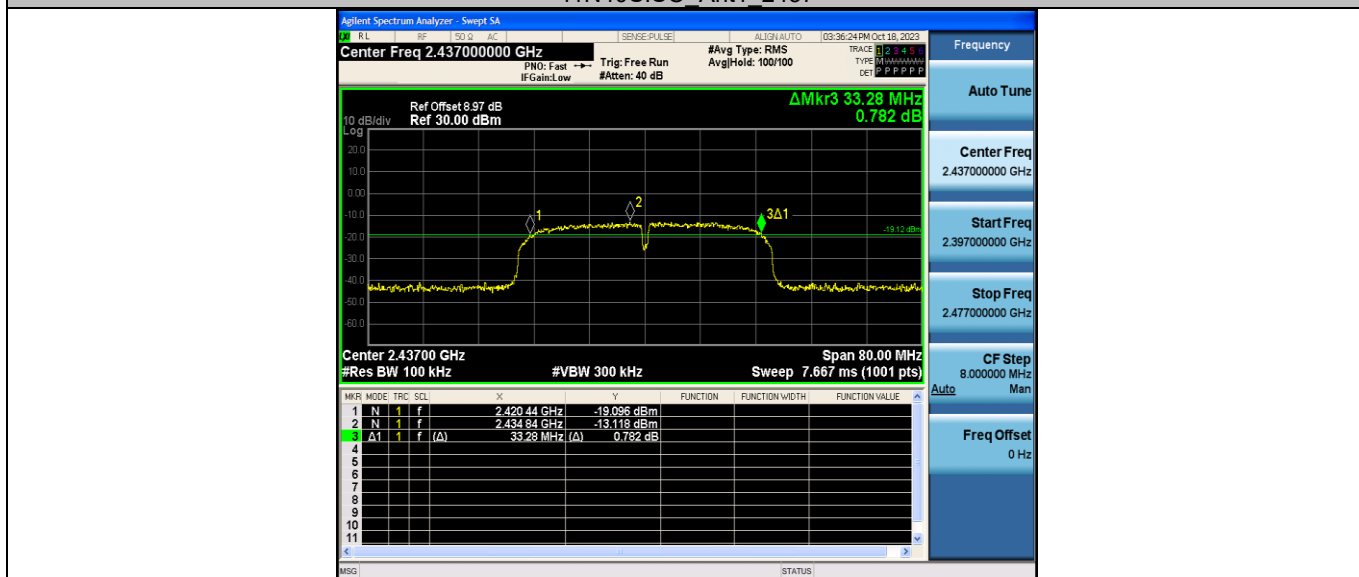 Agilent Spectrum Analyzer - Swept SA
RL RF 50 Ω AC SENSE:PULSE ALIGN AUTO 03:36:24 PM Oct 18, 2023
Center Freq 2.437000000 GHz #Avg Type: RMS TRACE 1 2 3 4 5 6
PNO: Fast Trig: Free Run Avg|Hold: 100/100 TYPE M
IFGain:Low #Atten: 40 dB DET P P P P P P
Frequency
Auto Tune
Center Freq
2.437000000 GHz
Start Freq
2.397000000 GHz
Stop Freq
2.477000000 GHz
CF Step
8.000000 MHz
Auto Man
Freq Offset
0 Hz
ΔMkr3 33.28 MHz
0.782 dB
Ref Offset 8.97 dB
10 dB/div Ref 30.00 dBm
Log
20.0
10.0
0.00
-10.0
-20.0
-30.0
-40.0
-50.0
-60.0
1
2
3Δ1
-19.12 dBm
Center 2.43700 GHz Span 80.00 MHz
#Res BW 100 kHz #VBW 300 kHz Sweep 7.667 ms (1001 pts)
MKR MODE TRC SCL X Y FUNCTION FUNCTION WIDTH FUNCTION VALUE
1 N 1 f 2.420 44 GHz -19.096 dBm
2 N 1 f 2.434 84 GHz -13.118 dBm
3 Δ1 1 f (Δ) 33.28 MHz (Δ) 0.782 dB
4
5
6
7
8
9
10
11
MSG STATUS